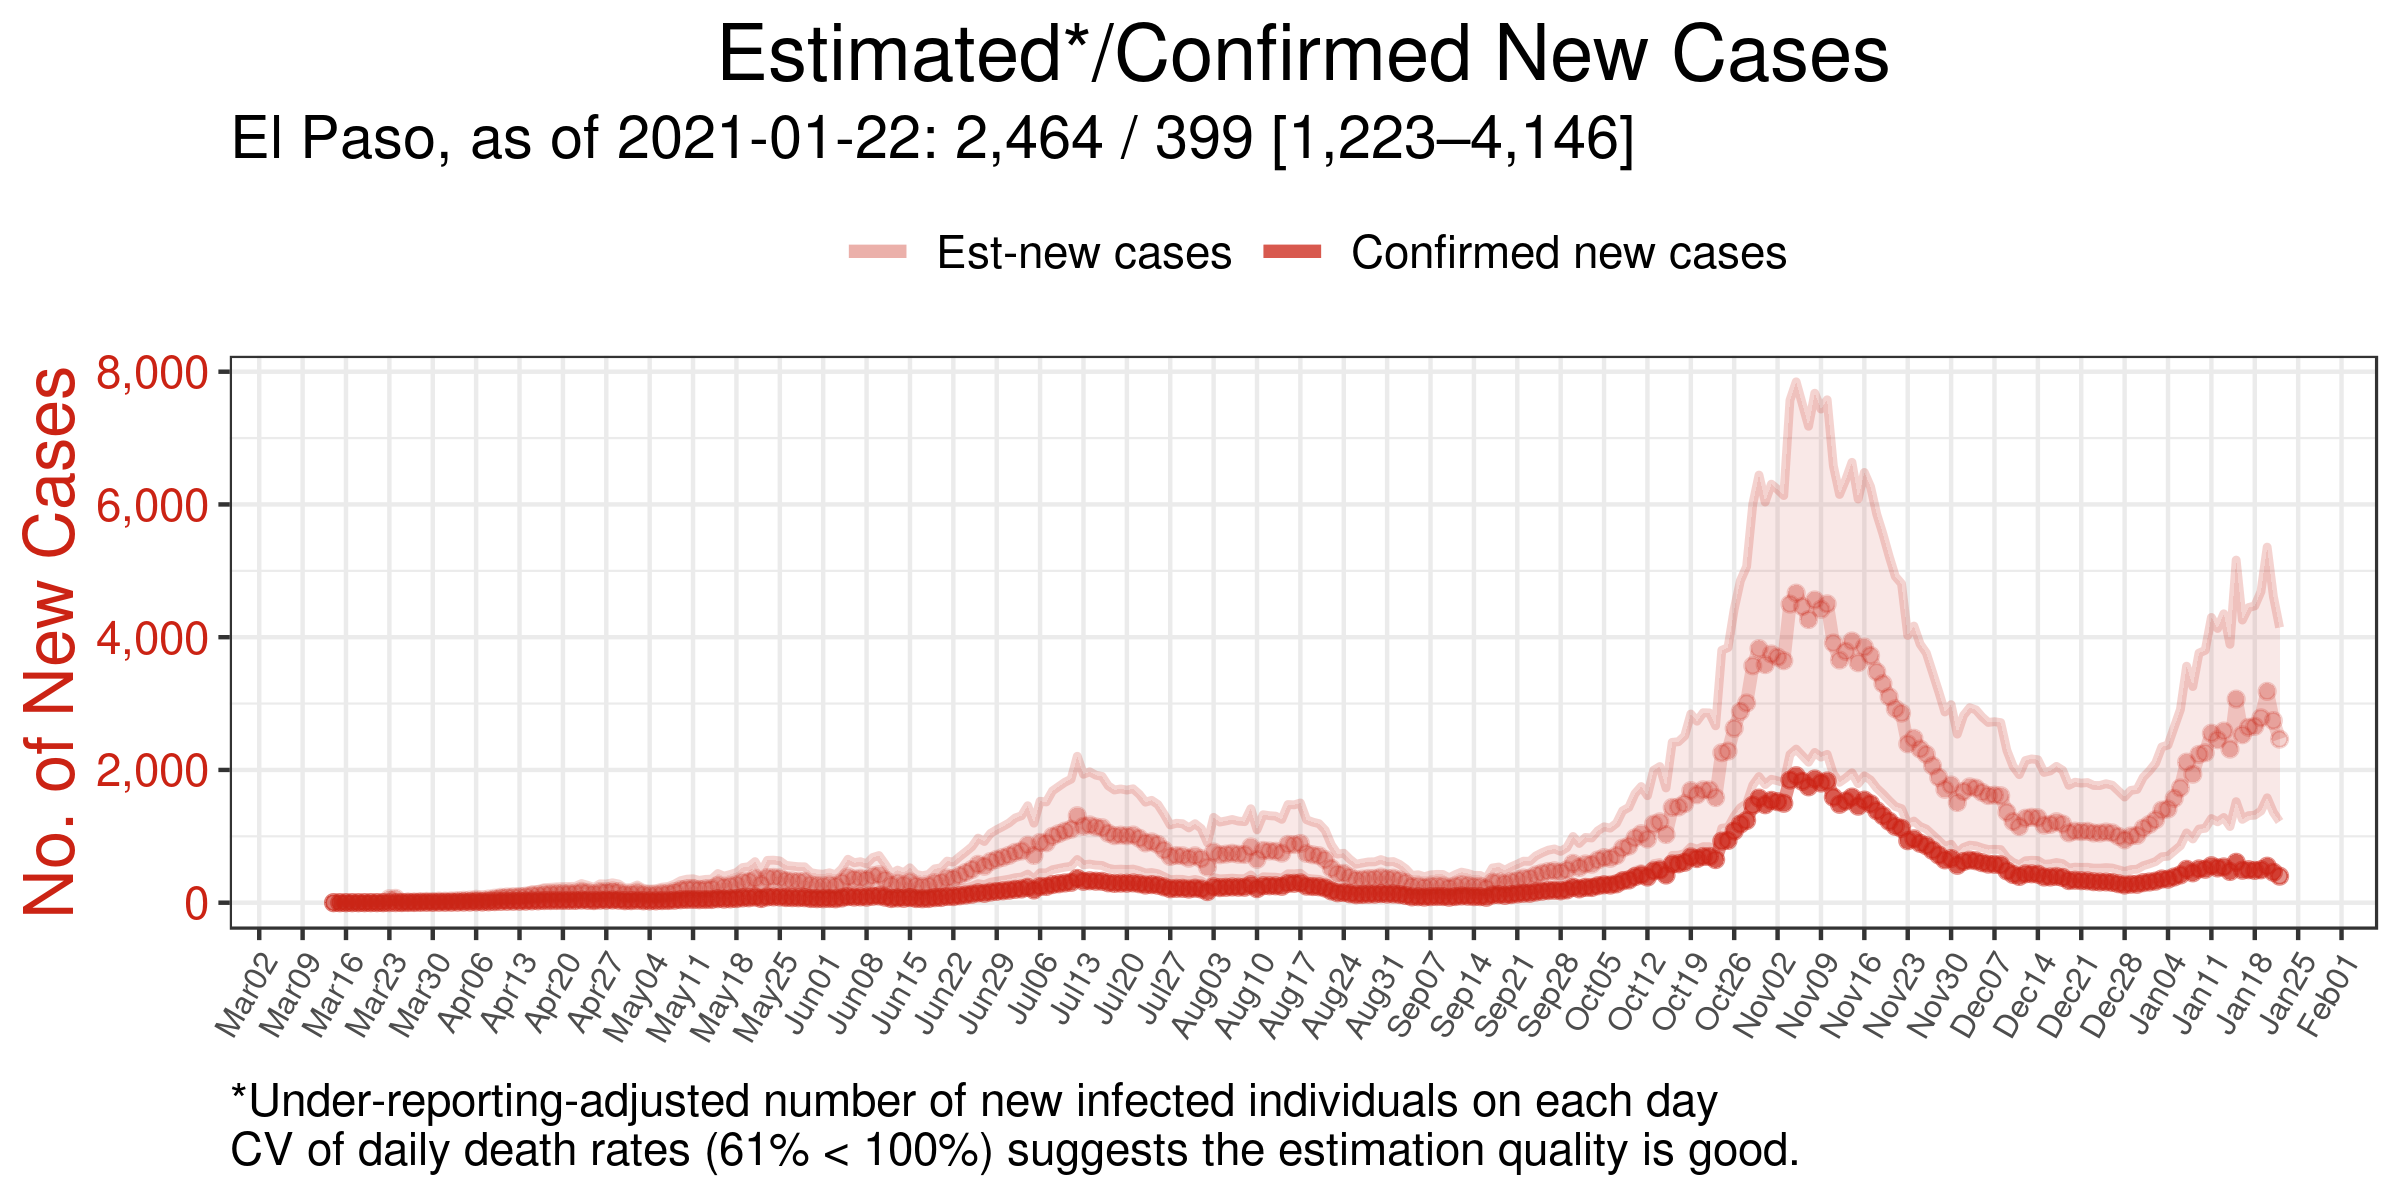 Estimated*/Confirmed New Cases
El Paso, as of 2021-01-22: 2,464 / 399 [1,223–4,146]
Est-new cases Confirmed new cases
No. of New Cases
8,000
6,000
4,000
2,000
0
Mar02 Mar09 Mar16 Mar23 Mar30 Apr06 Apr13 Apr20 Apr27 May04 May11 May18 May25 Jun01 Jun08 Jun15 Jun22 Jun29 Jul06 Jul13 Jul20 Jul27 Aug03 Aug10 Aug17 Aug24 Aug31 Sep07 Sep14 Sep21 Sep28 Oct05 Oct12 Oct19 Oct26 Nov02 Nov09 Nov16 Nov23 Nov30 Dec07 Dec14 Dec21 Dec28 Jan04 Jan11 Jan18 Jan25 Feb01
*Under-reporting-adjusted number of new infected individuals on each day
CV of daily death rates (61% < 100%) suggests the estimation quality is good.